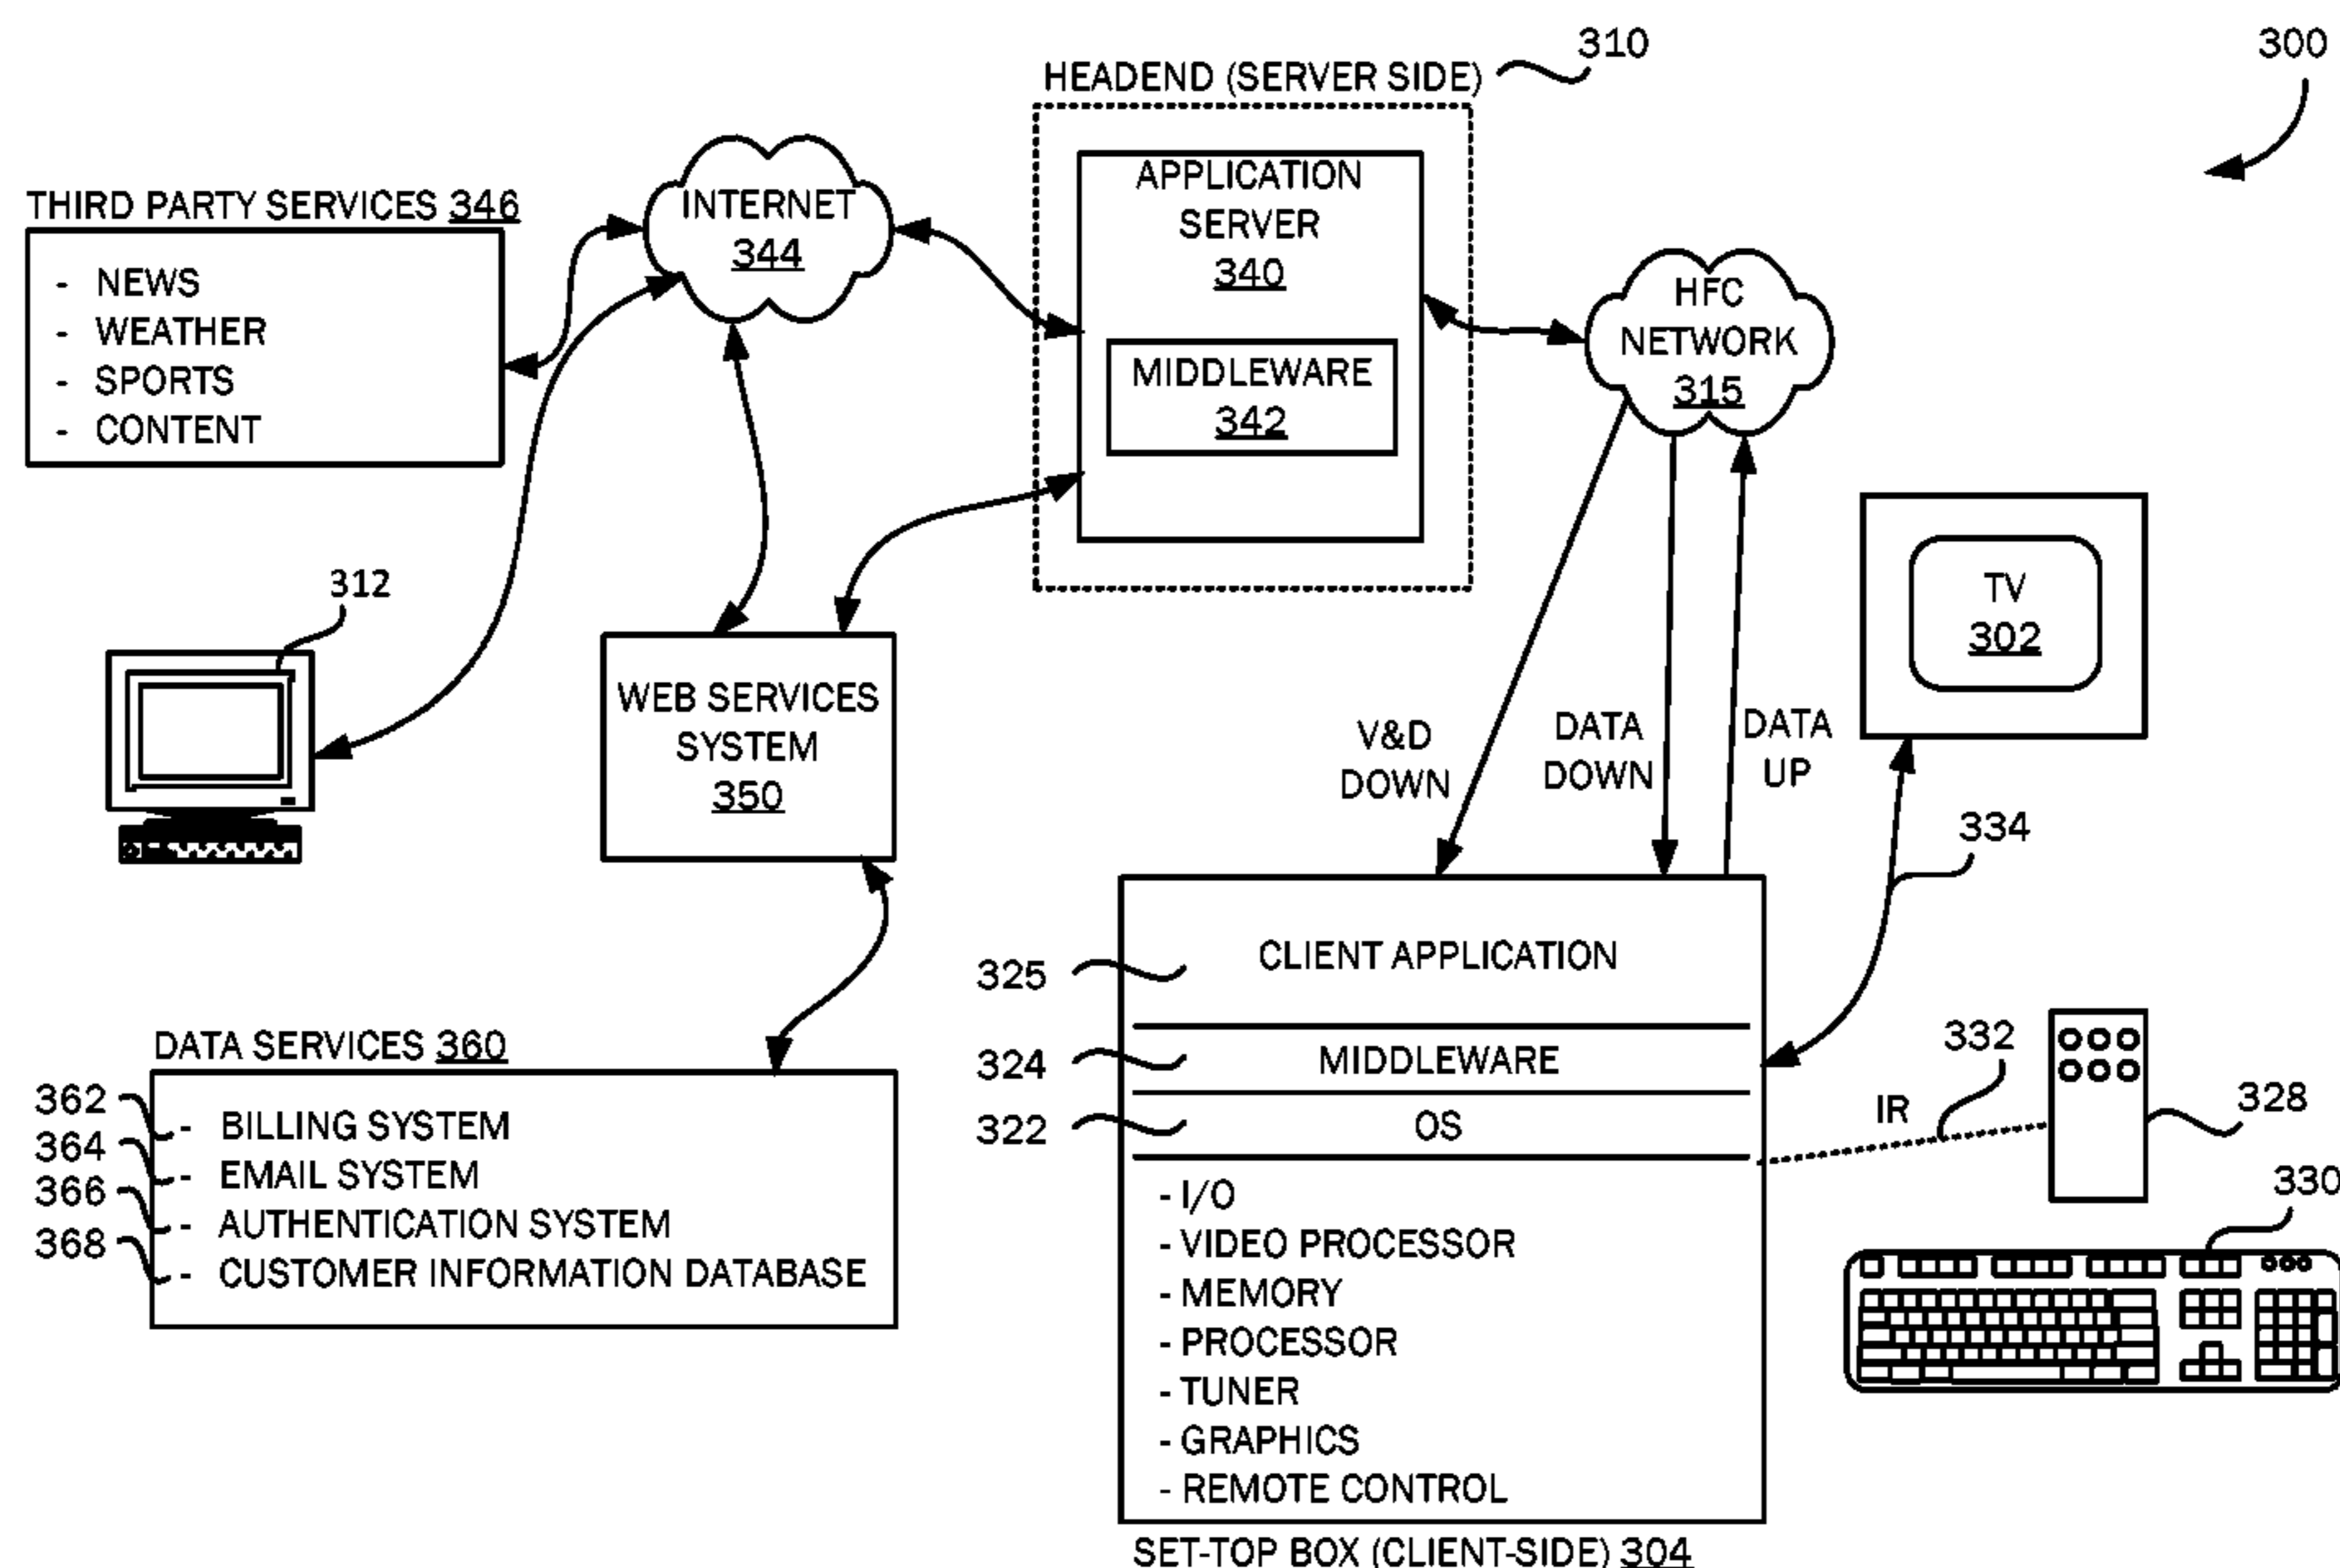 300
310
HEADEND (SERVER SIDE)
THIRD PARTY SERVICES 346
- NEWS
- WEATHER
- SPORTS
- CONTENT
INTERNET
344
APPLICATION
SERVER
340
MIDDLEWARE
342
HFC
NETWORK
315
TV
302
312
WEB SERVICES
SYSTEM
350
V&D
DOWN
DATA
DOWN
DATA
UP
334
DATA SERVICES 360
362
- BILLING SYSTEM
364
- EMAIL SYSTEM
366
- AUTHENTICATION SYSTEM
368
- CUSTOMER INFORMATION DATABASE
325
CLIENT APPLICATION
324
MIDDLEWARE
322
OS
- I/O
- VIDEO PROCESSOR
- MEMORY
- PROCESSOR
- TUNER
- GRAPHICS
- REMOTE CONTROL
SET-TOP BOX (CLIENT-SIDE) 304
332
IR
328
330